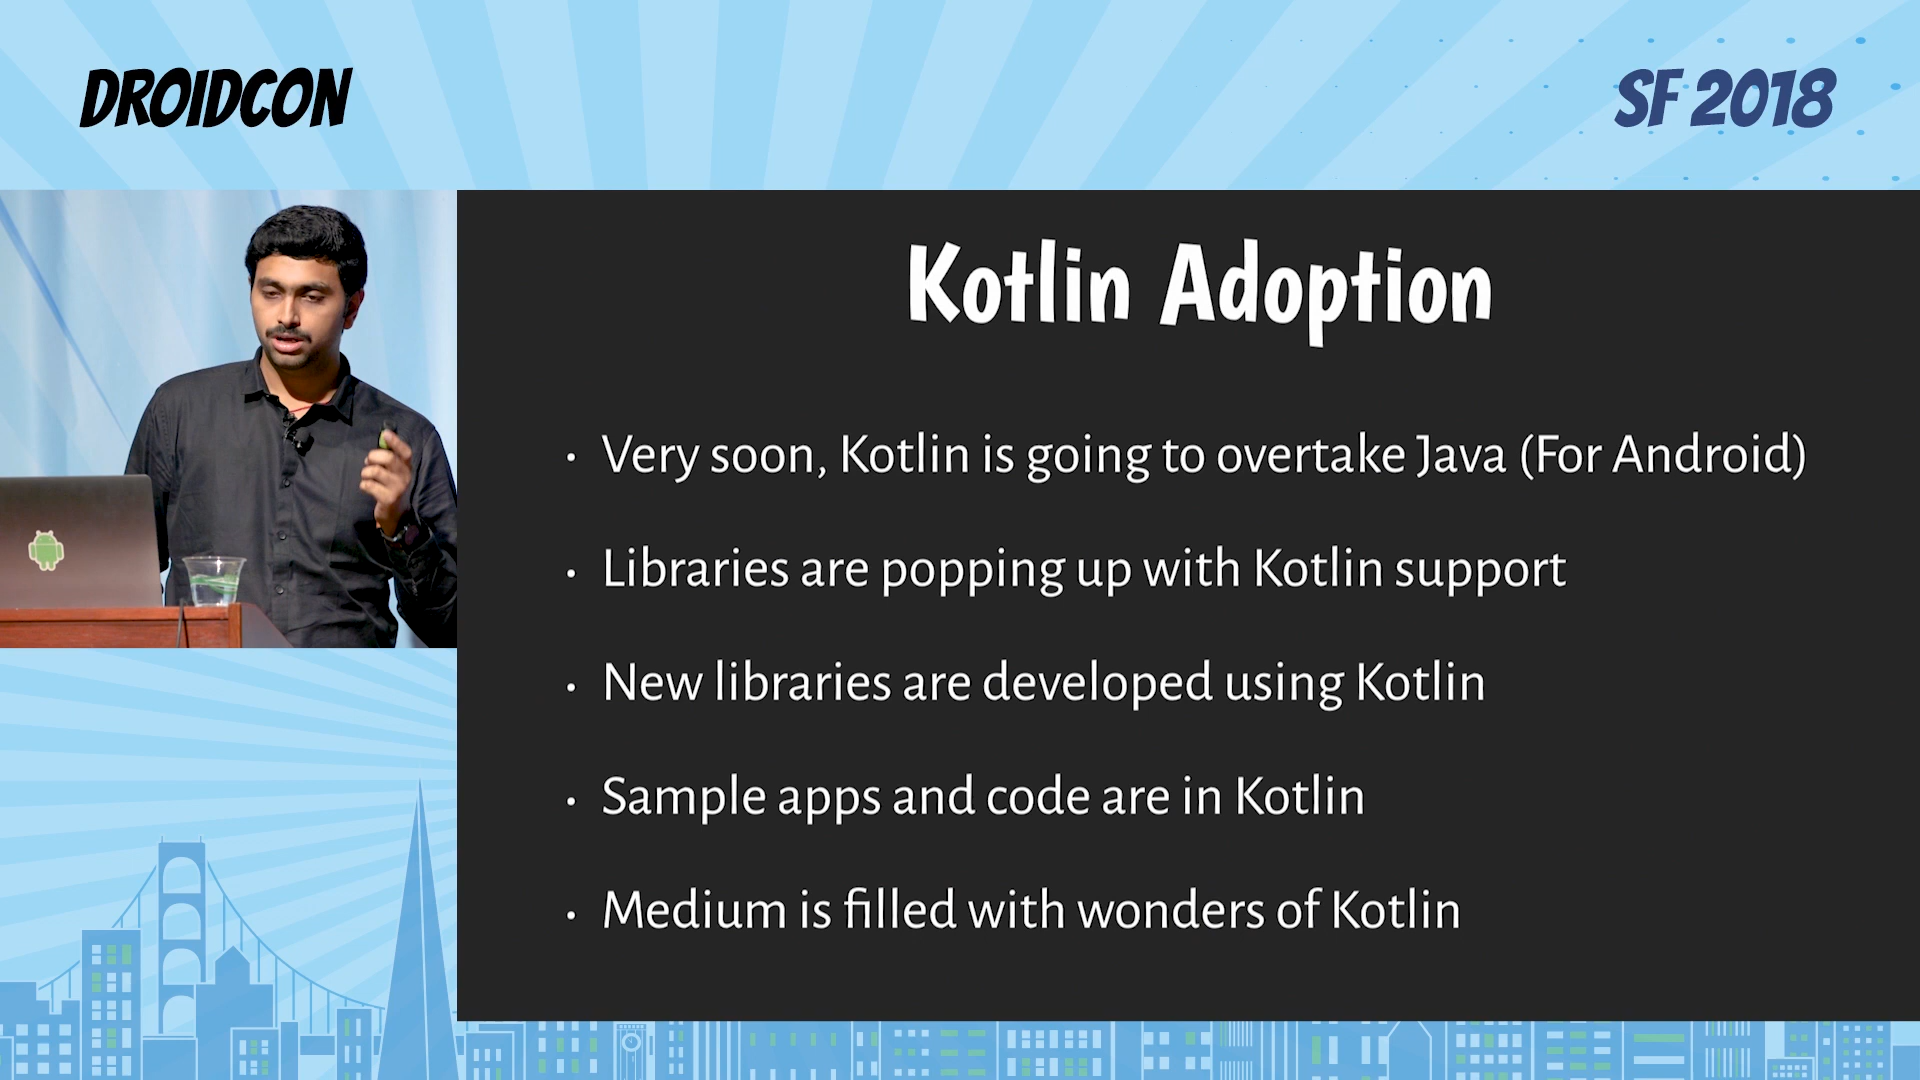 DROIDCON
SF 2018
Kotlin Adoption
• Very soon, Kotlin is going to overtake Java (For Android)
• Libraries are popping up with Kotlin support
• New libraries are developed using Kotlin
• Sample apps and code are in Kotlin
• Medium is filled with wonders of Kotlin